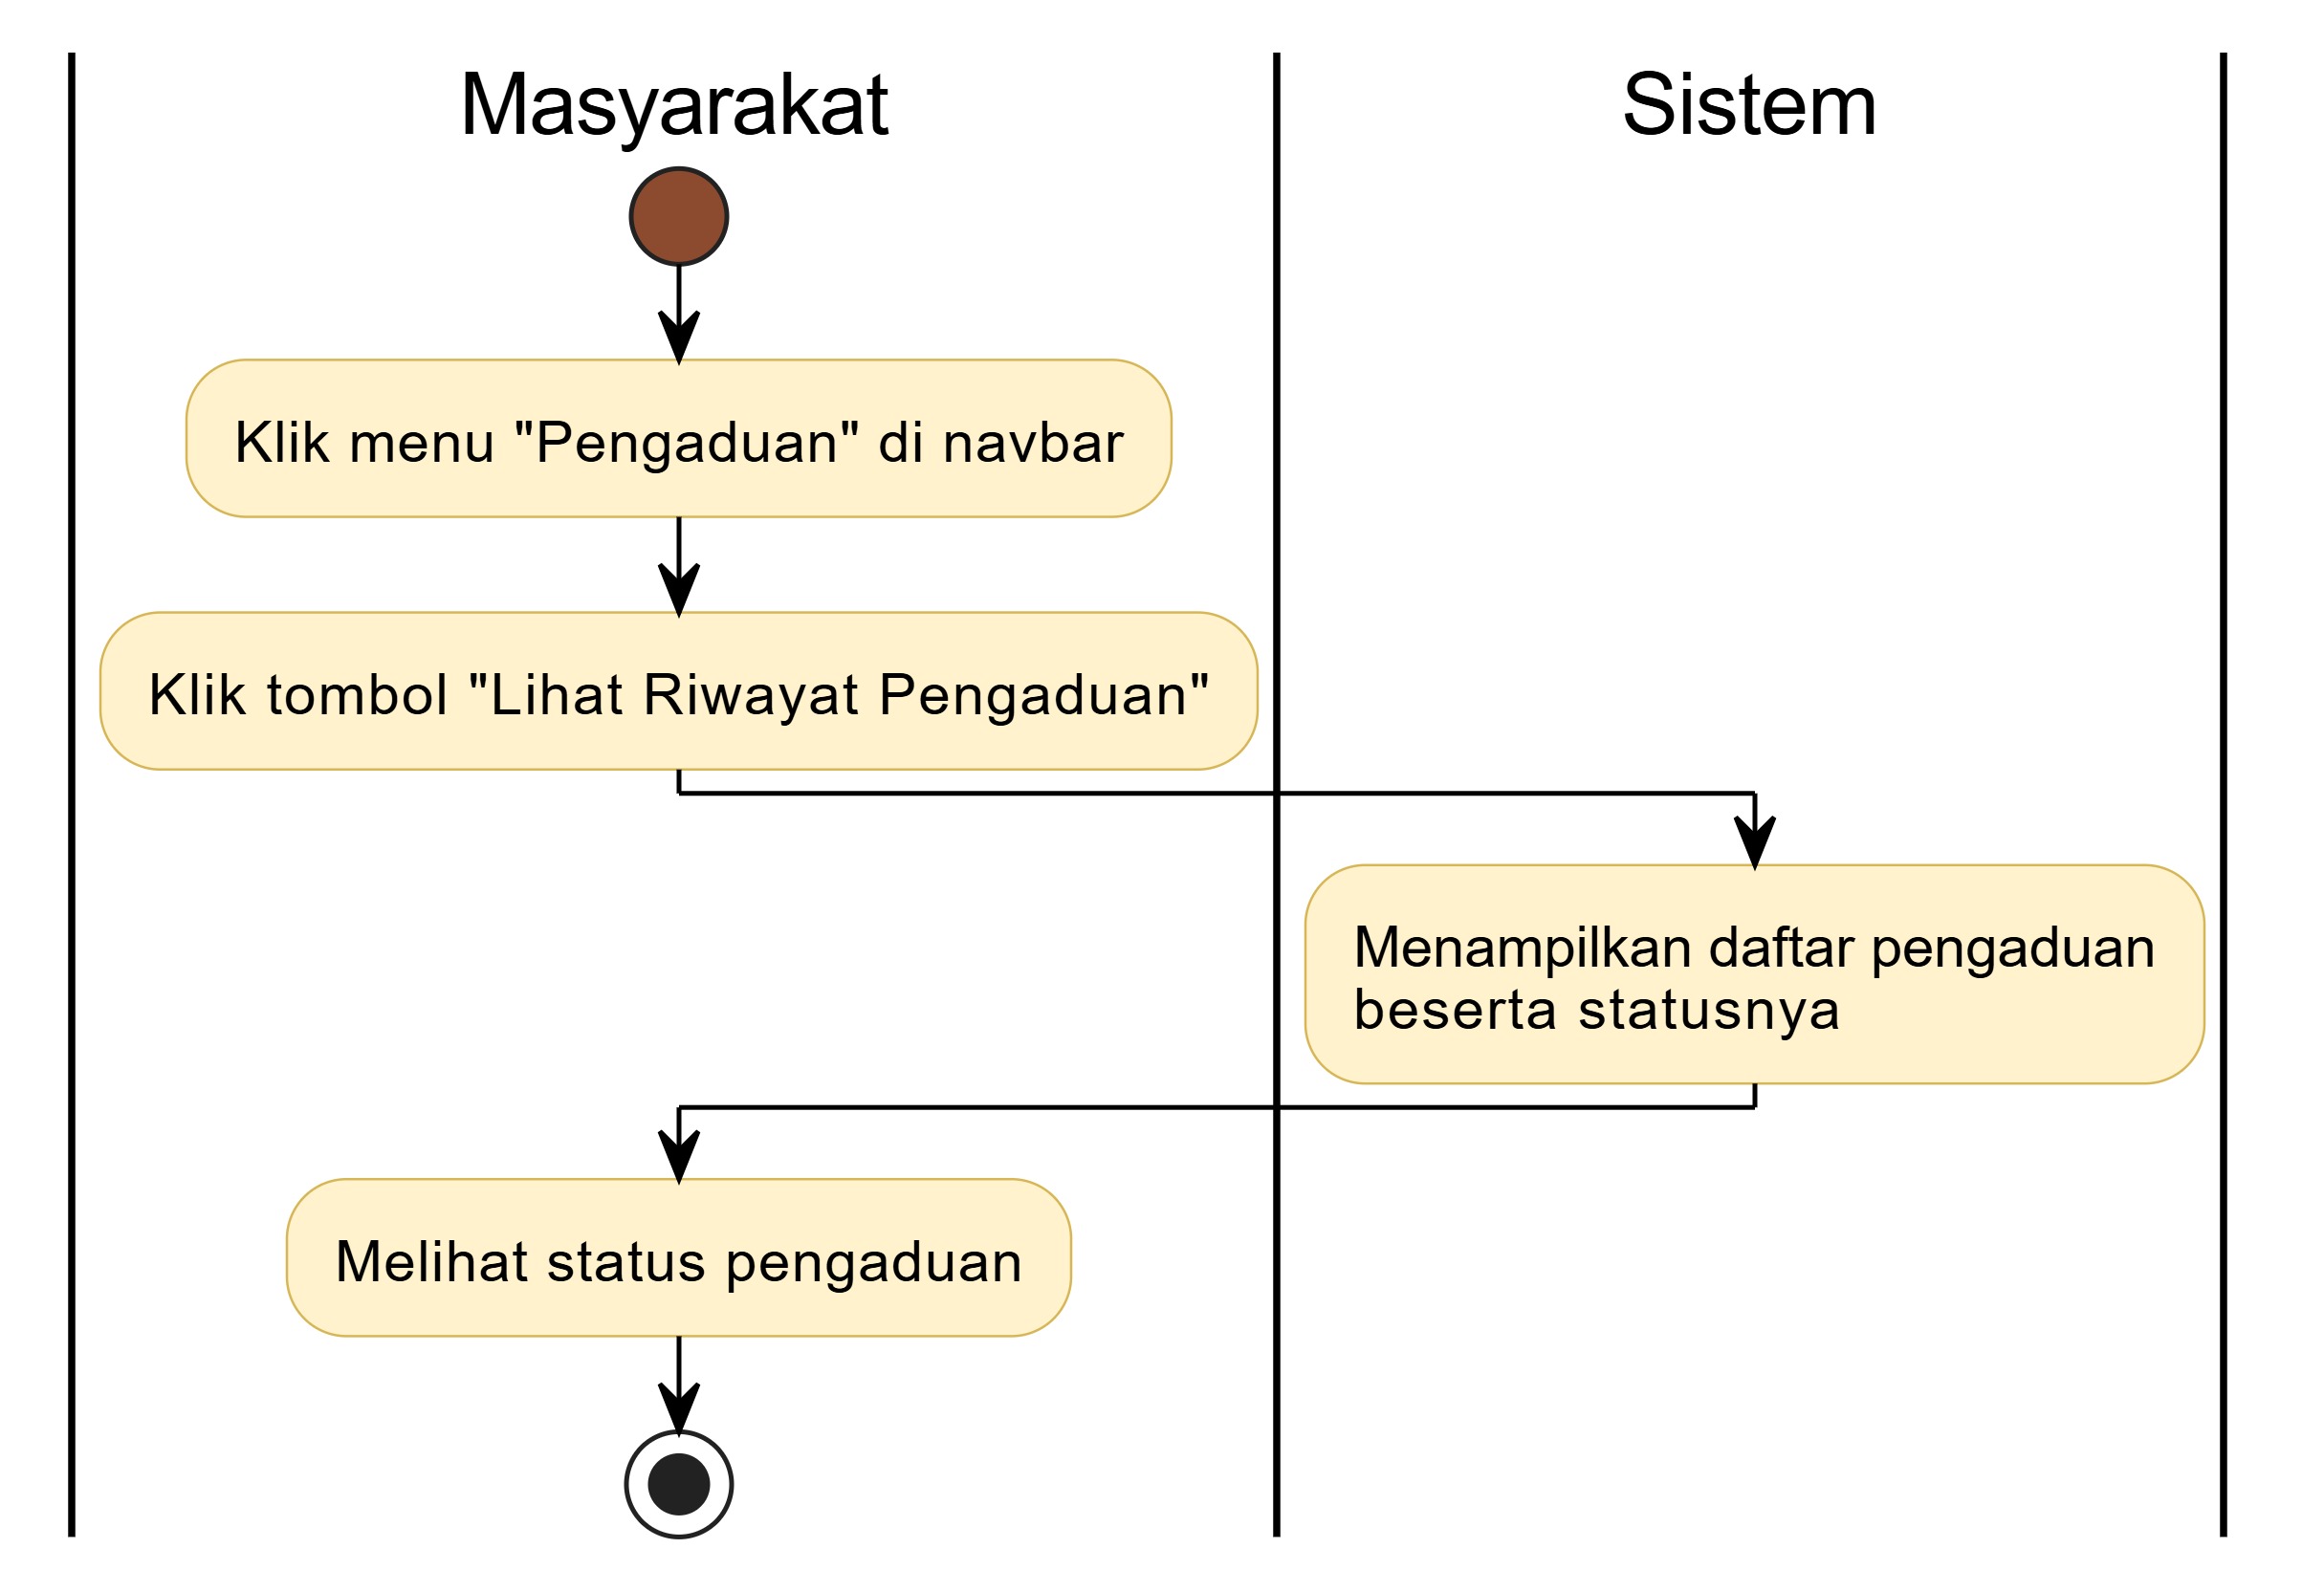 Masyarakat
Sistem
Klik menu "Pengaduan" di navbar
Klik tombol "Lihat Riwayat Pengaduan"
Menampilkan daftar pengaduan
beserta statusnya
Melihat status pengaduan